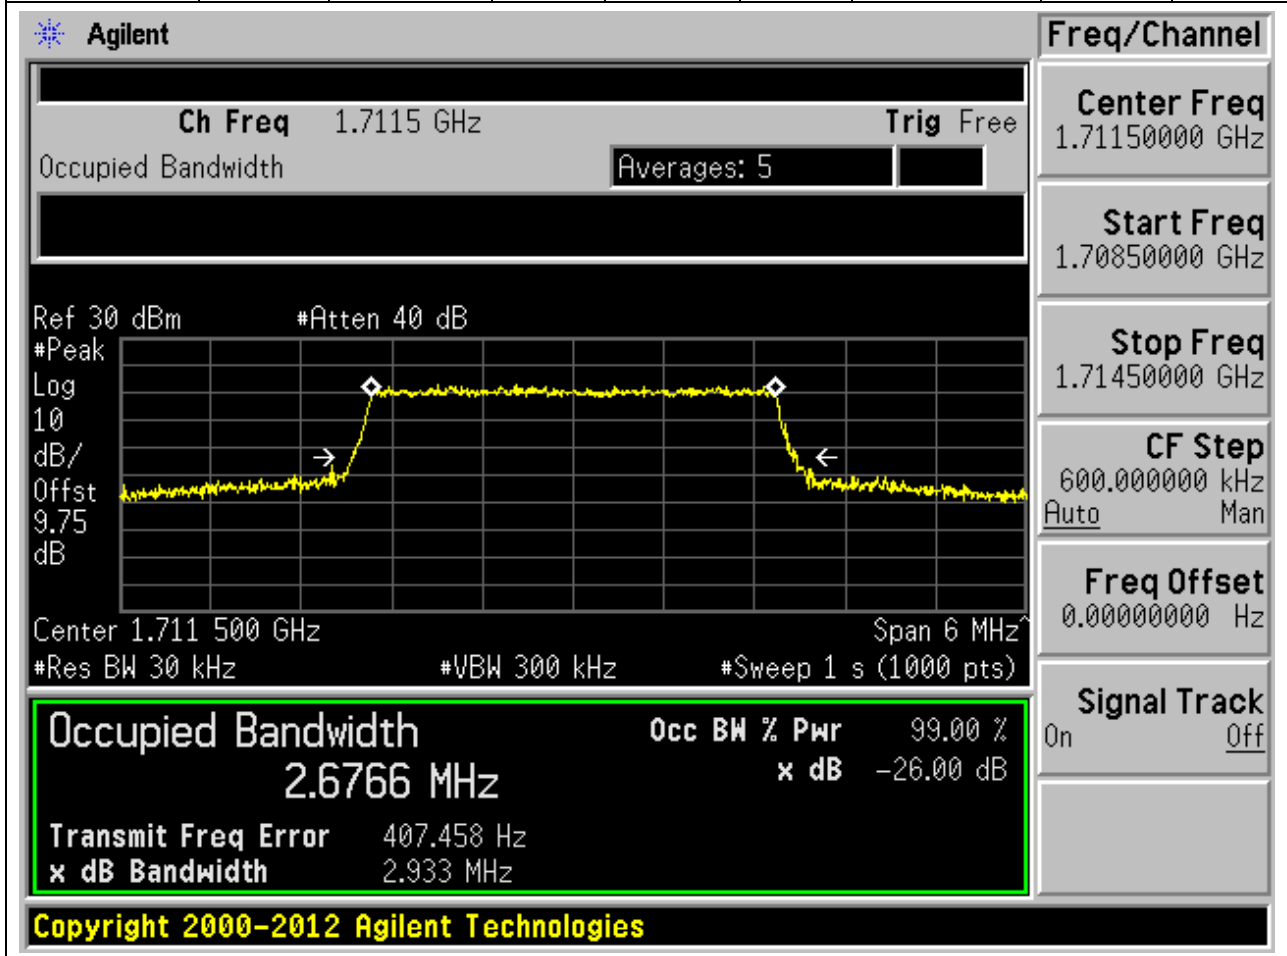 Agilent
Freq/Channel
Ch Freq 1.7115 GHz Trig Free
Occupied Bandwidth Averages: 5
Center Freq
1.71150000 GHz
Start Freq
1.70850000 GHz
Stop Freq
1.71450000 GHz
CF Step
600.000000 kHz
Auto Man
Freq Offset
0.00000000 Hz
Signal Track
On Off
Ref 30 dBm #Atten 40 dB
#Peak
Log
10
dB/
Offst
9.75
dB
Center 1.711 500 GHz Span 6 MHz^
#Res BW 30 kHz #VBW 300 kHz #Sweep 1 s (1000 pts)
Occupied Bandwidth Occ BW % Pwr 99.00 %
2.6766 MHz x dB -26.00 dB
Transmit Freq Error 407.458 Hz
x dB Bandwidth 2.933 MHz
Copyright 2000-2012 Agilent Technologies